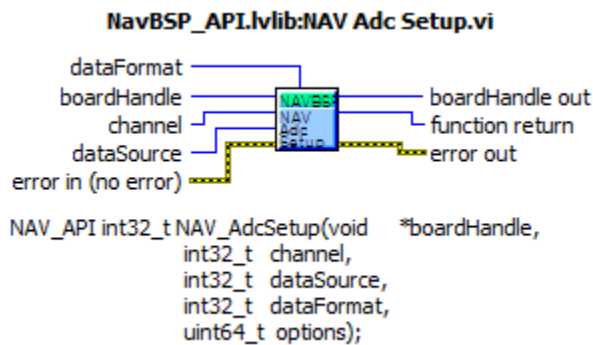 NavBSP_API.lvlib:NAV Adc Setup.vi
dataFormat
boardHandle
channel
dataSource
error in (no error)
NAVBSP
NAV
Adc
Setup
boardHandle out
function return
error out
NAV_API int32_t NAV_AdcSetup(void *boardHandle,
int32_t channel,
int32_t dataSource,
int32_t dataFormat,
uint64_t options);